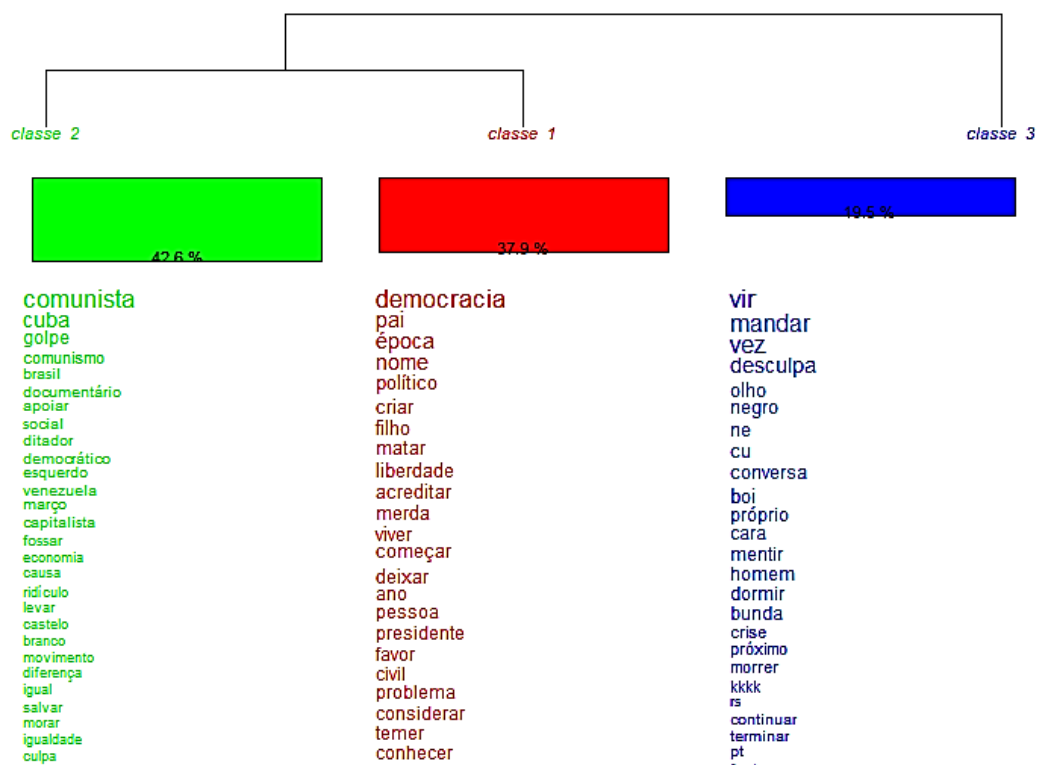 classe 2
classe 1
classe 3
42.6 %
37.9 %
19.5 %
comunista
cuba
golpe
comunismo
brasil
documentário
apoiar
social
ditador
democrático
esquerdo
venezuela
março
capitalista
fossar
economia
causa
ridículo
levar
castelo
branco
movimento
diferença
igual
salvar
morar
igualdade
culpa
democracia
pai
época
nome
político
criar
filho
matar
liberdade
acreditar
merda
viver
começar
deixar
ano
pessoa
presidente
favor
civil
problema
considerar
temer
conhecer
vir
mandar
vez
desculpa
olho
negro
ne
cu
conversa
boi
próprio
cara
mentir
homem
dormir
bunda
crise
próximo
morrer
kkkk
rs
continuar
terminar
pt